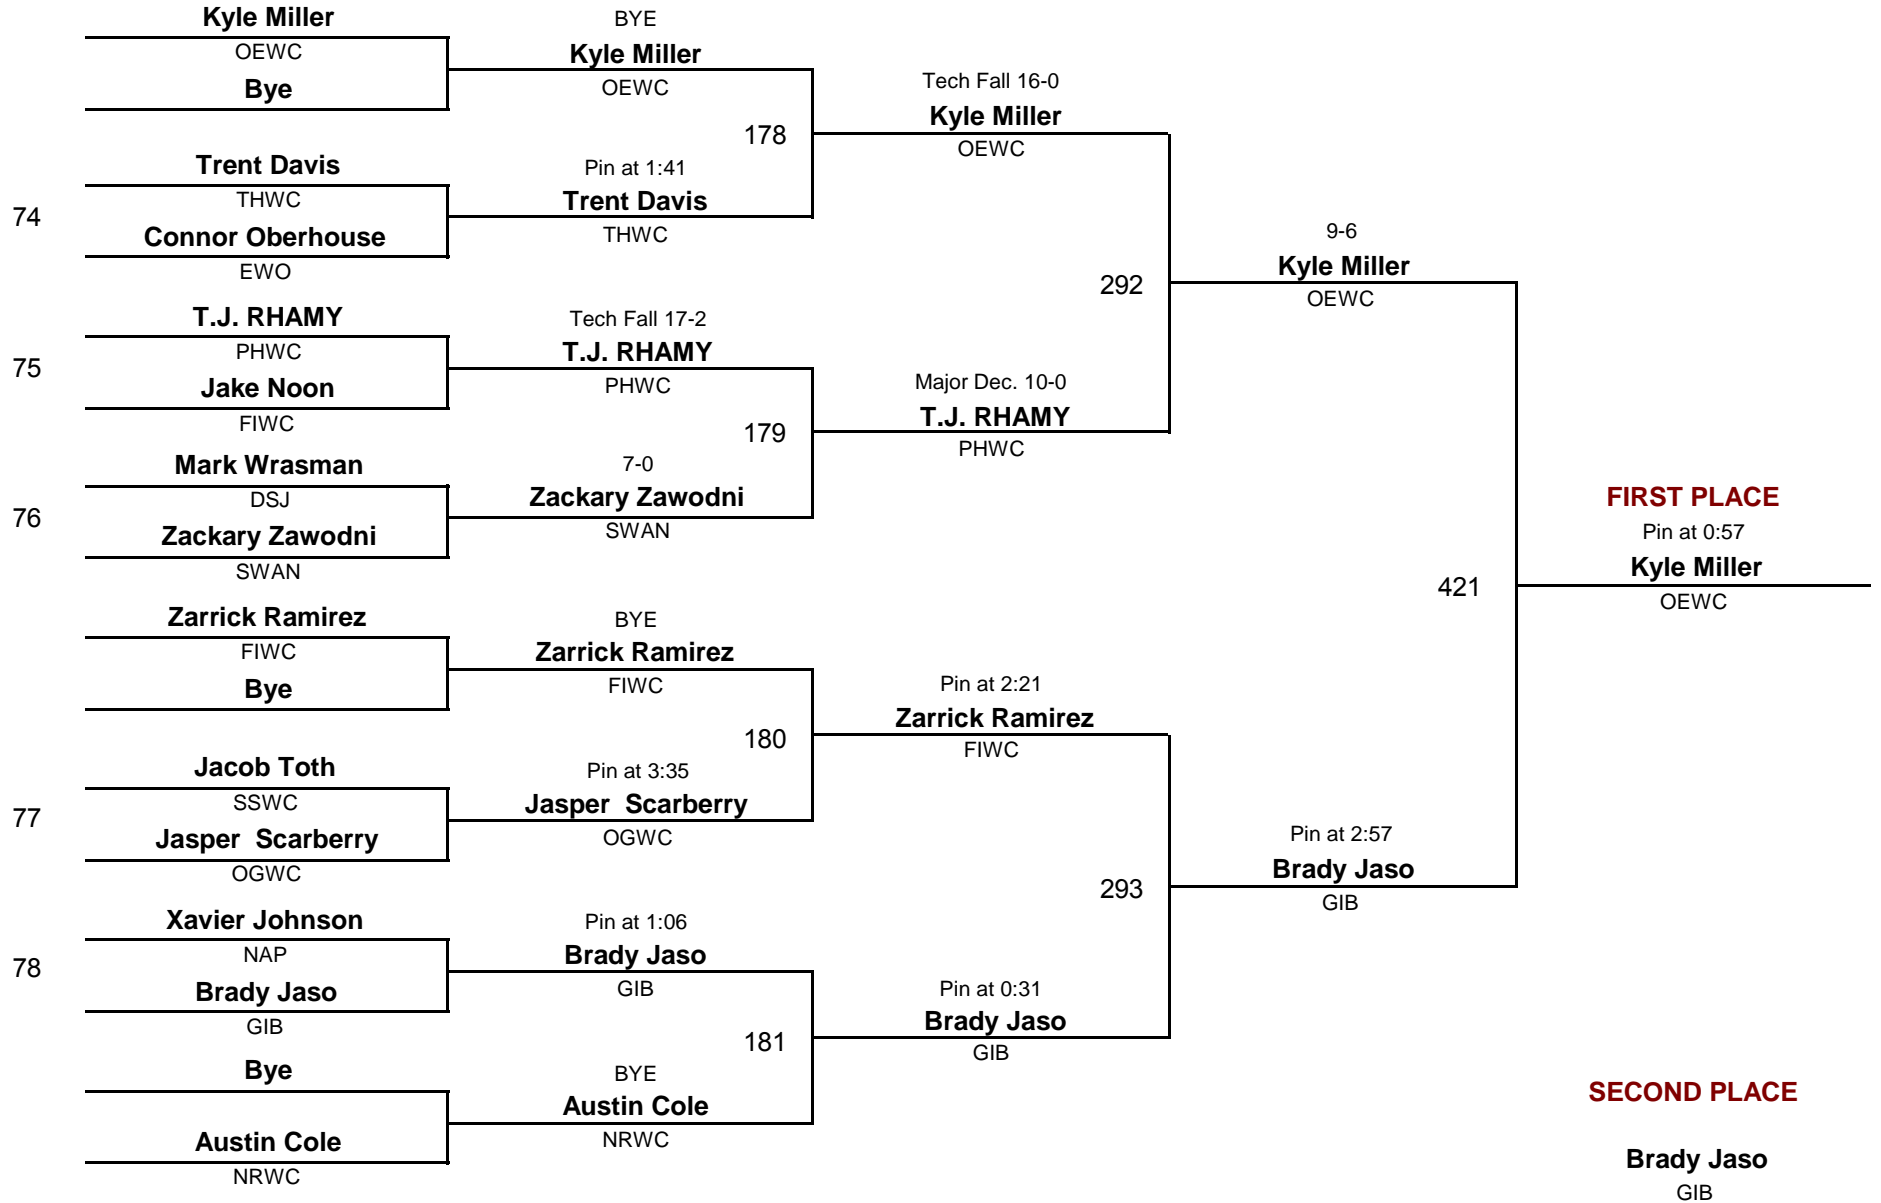 Kyle Miller
OEWC
Bye
74
Trent Davis
THWC
Connor Oberhouse
EWO
75
T.J. RHAMY
PHWC
Jake Noon
FIWC
76
Mark Wrasman
DSJ
Zackary Zawodni
SWAN
Zarrick Ramirez
FIWC
Bye
77
Jacob Toth
SSWC
Jasper  Scarberry
OGWC
78
Xavier Johnson
NAP
Brady Jaso
GIB
Bye
Austin Cole
NRWC
BYE
Kyle Miller
OEWC
178
Pin at 1:41
Trent Davis
THWC
Tech Fall 17-2
T.J. RHAMY
PHWC
179
7-0
Zackary Zawodni
SWAN
BYE
Zarrick Ramirez
FIWC
180
Pin at 3:35
Jasper  Scarberry
OGWC
Pin at 1:06
Brady Jaso
GIB
181
BYE
Austin Cole
NRWC
Tech Fall 16-0
Kyle Miller
OEWC
292
Major Dec. 10-0
T.J. RHAMY
PHWC
Pin at 2:21
Zarrick Ramirez
FIWC
293
Pin at 0:31
Brady Jaso
GIB
9-6
Kyle Miller
OEWC
421
Pin at 2:57
Brady Jaso
GIB
FIRST PLACE
Pin at 0:57
Kyle Miller
OEWC
SECOND PLACE
Brady Jaso
GIB